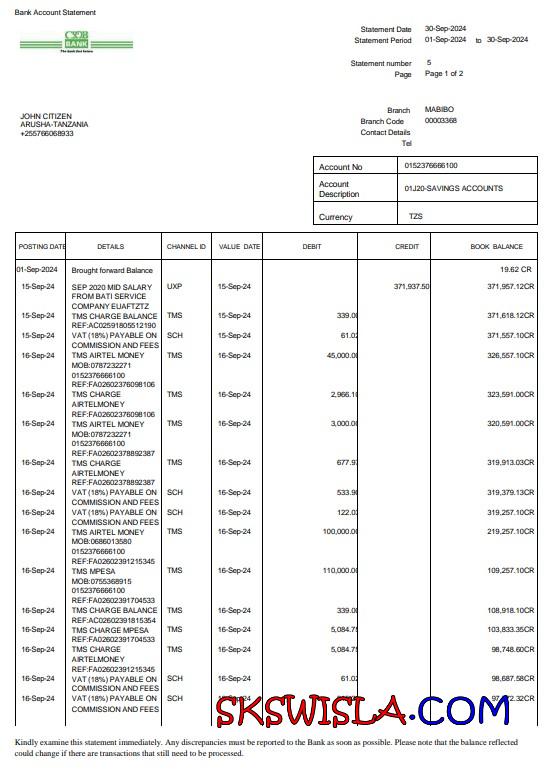 Bank Account Statement
CRDB
BANK
The bank that listens
Statement Date 30-Sep-2024
Statement Period 01-Sep-2024 to 30-Sep-2024
Statement number 5
Page Page 1 of 2
JOHN CITIZEN
ARUSHA-TANZANIA
+255766068933
Branch MABIBO
Branch Code 00003368
Contact Details
Tel
Account No 0152376666100
Account Description 01J20-SAVINGS ACCOUNTS
Currency TZS
POSTING DATE DETAILS CHANNEL ID VALUE DATE DEBIT CREDIT BOOK BALANCE
01-Sep-2024 Brought forward Balance 19.62 CR
15-Sep-24 SEP 2020 MID SALARY UXP 15-Sep-24 371,937.50 371,957.12CR
FROM BATI SERVICE
COMPANY EUAFTZTZ
15-Sep-24 TMS CHARGE BALANCE TMS 15-Sep-24 339.00 371,618.12CR
REF:AC02591805512190
15-Sep-24 VAT (18%) PAYABLE ON SCH 15-Sep-24 61.02 371,557.10CR
COMMISSION AND FEES
16-Sep-24 TMS AIRTEL MONEY TMS 16-Sep-24 45,000.00 326,557.10CR
MOB:0787232271
0152376666100
REF:FA02602376098106
16-Sep-24 TMS CHARGE TMS 16-Sep-24 2,966.10 323,591.00CR
AIRTELMONEY
REF:FA02602376098106
16-Sep-24 TMS AIRTEL MONEY TMS 16-Sep-24 3,000.00 320,591.00CR
MOB:0787232271
0152376666100
REF:FA02602378892387
16-Sep-24 TMS CHARGE TMS 16-Sep-24 677.97 319,913.03CR
AIRTELMONEY
REF:FA02602378892387
16-Sep-24 VAT (18%) PAYABLE ON SCH 16-Sep-24 533.90 319,379.13CR
COMMISSION AND FEES
16-Sep-24 VAT (18%) PAYABLE ON SCH 16-Sep-24 122.03 319,257.10CR
COMMISSION AND FEES
16-Sep-24 TMS AIRTEL MONEY TMS 16-Sep-24 100,000.00 219,257.10CR
MOB:0686013580
0152376666100
REF:FA02602391215345
16-Sep-24 TMS MPESA TMS 16-Sep-24 110,000.00 109,257.10CR
MOB:0755368915
0152376666100
REF:FA02602391704533
16-Sep-24 TMS CHARGE BALANCE TMS 16-Sep-24 339.00 108,918.10CR
REF:AC02602391815354
16-Sep-24 TMS CHARGE MPESA TMS 16-Sep-24 5,084.75 103,833.35CR
REF:FA02602391704533
16-Sep-24 TMS CHARGE TMS 16-Sep-24 5,084.75 98,748.60CR
AIRTELMONEY
REF:FA02602391215345
16-Sep-24 VAT (18%) PAYABLE ON SCH 16-Sep-24 61.02 98,687.58CR
COMMISSION AND FEES
16-Sep-24 VAT (18%) PAYABLE ON SCH
COMMISSION AND FEES
SKSWISLA.COM
Kindly examine this statement immediately. Any discrepancies must be reported to the Bank as soon as possible. Please note that the balance reflected
could change if there are transactions that still need to be processed.